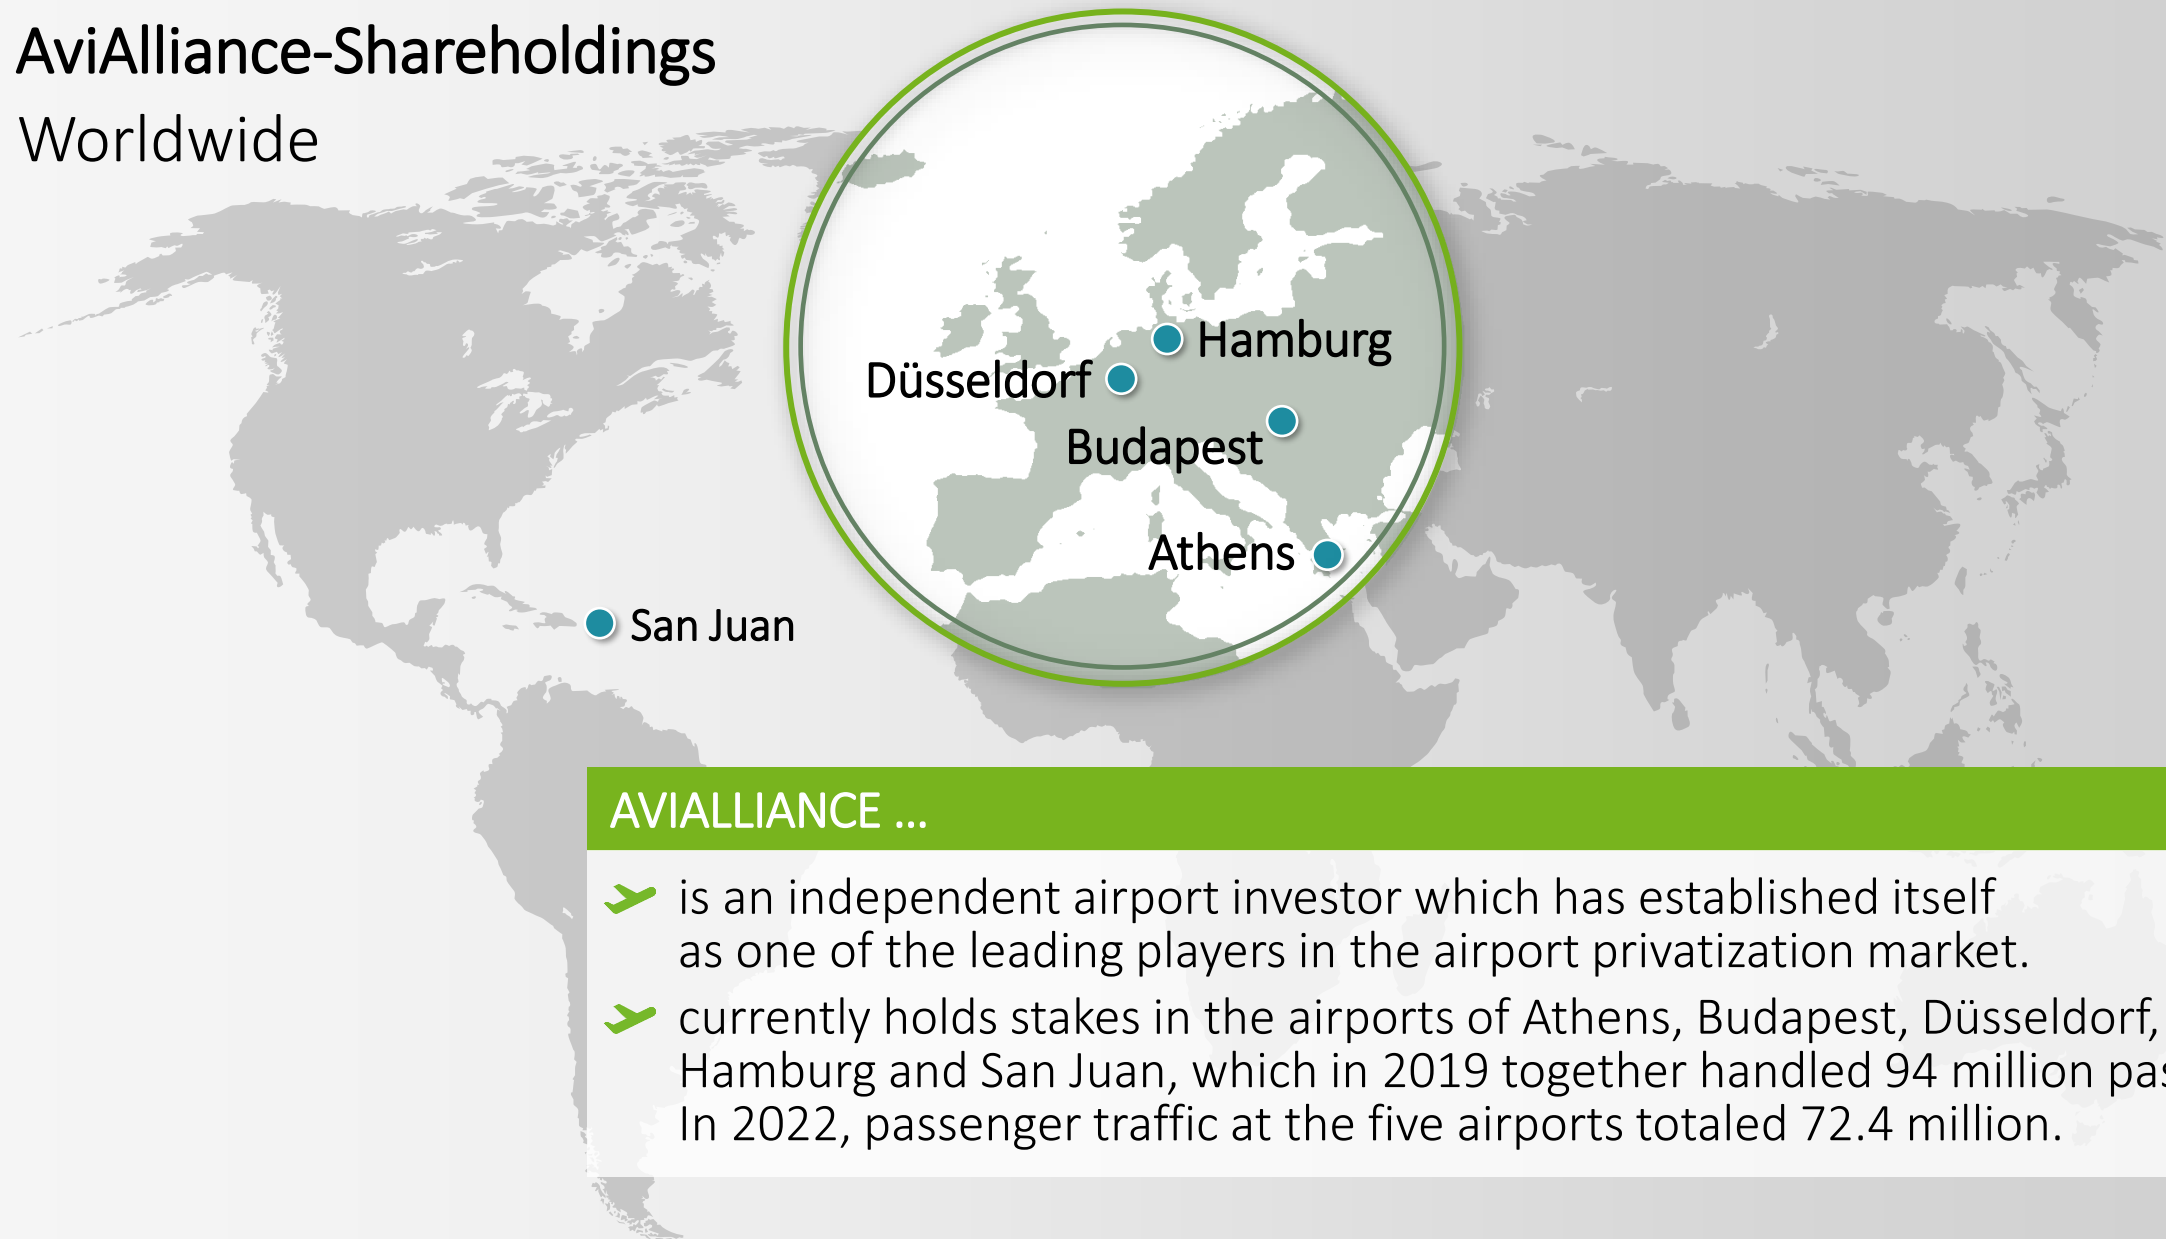 AviAlliance-Shareholdings
Worldwide
Hamburg
Düsseldorf
Budapest
Athens
San Juan
AVIALLIANCE ...
is an independent airport investor which has established itself
as one of the leading players in the airport privatization market.
currently holds stakes in the airports of Athens, Budapest, Düsseldorf,
Hamburg and San Juan, which in 2019 together handled 94 million
In 2022, passenger traffic at the five airports totaled 72.4 million.